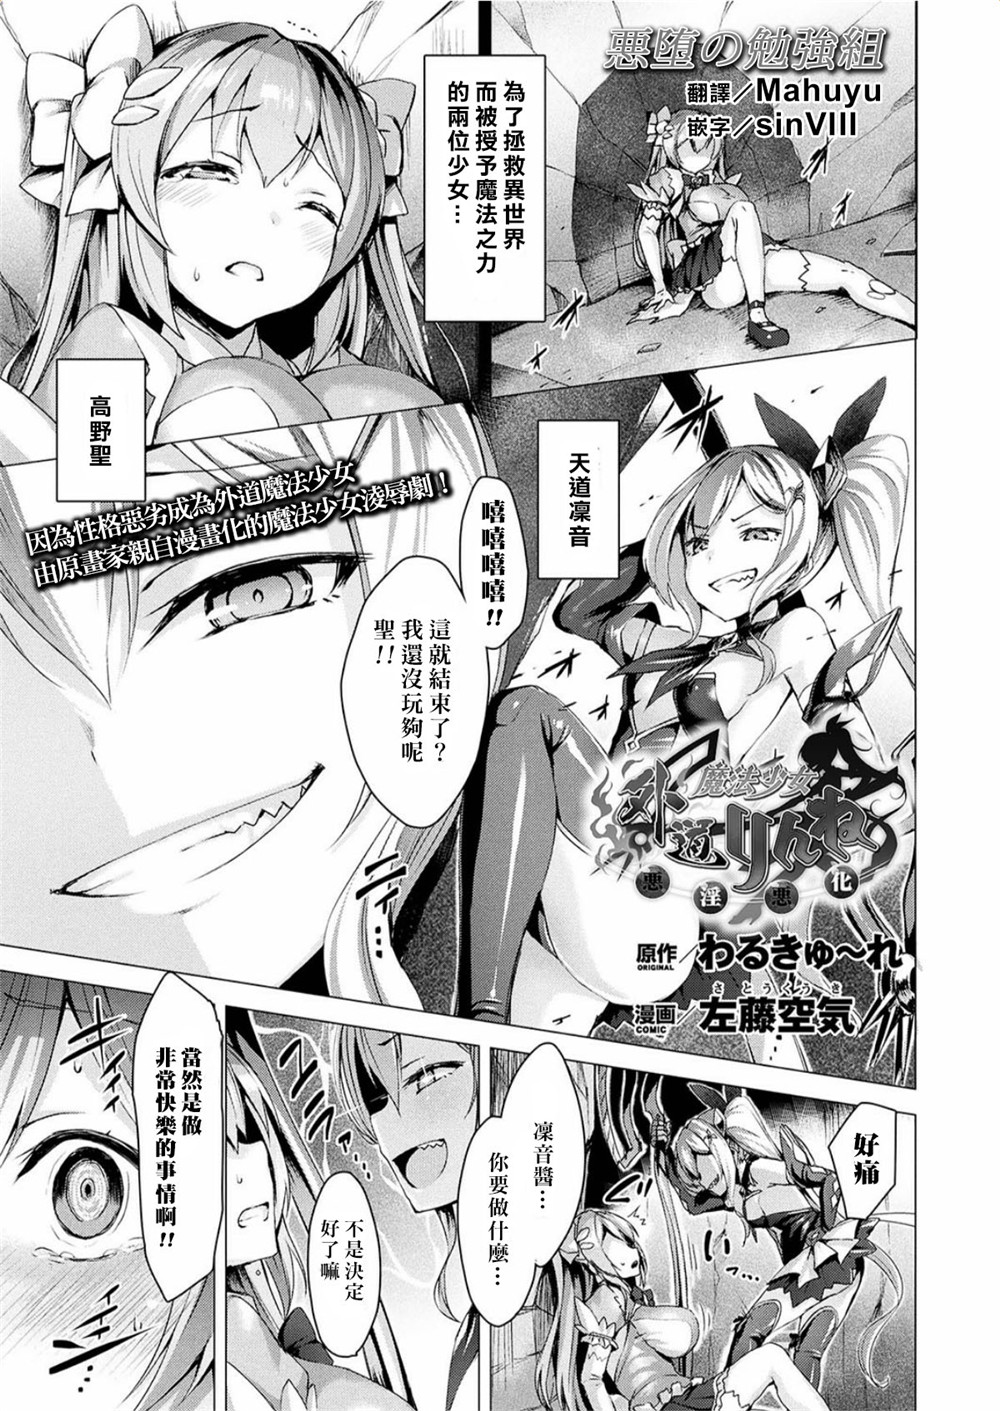 悪堕の勉強組
翻譯／Mahuyu
嵌字／sinVIII
為了拯救異世界
而被授予魔法之力
的兩位少女…
高野聖
因為性格惡劣成為外道魔法少女
由原畫家親自漫畫化的魔法少女淩辱劇！
天道凜音
嘻嘻嘻嘻!!
這就結束了？
我還沒玩夠呢
聖!!
魔法少女
外道りんね
悪淫悪化
原作／わるきゅ～れ
ORIGINAL
さとうくうき
漫画／左藤空気
COMIC
好痛
凜音醬…
你要做什麼…
不是決定
好了嘛
當然是做
非常快樂的事情啊!!